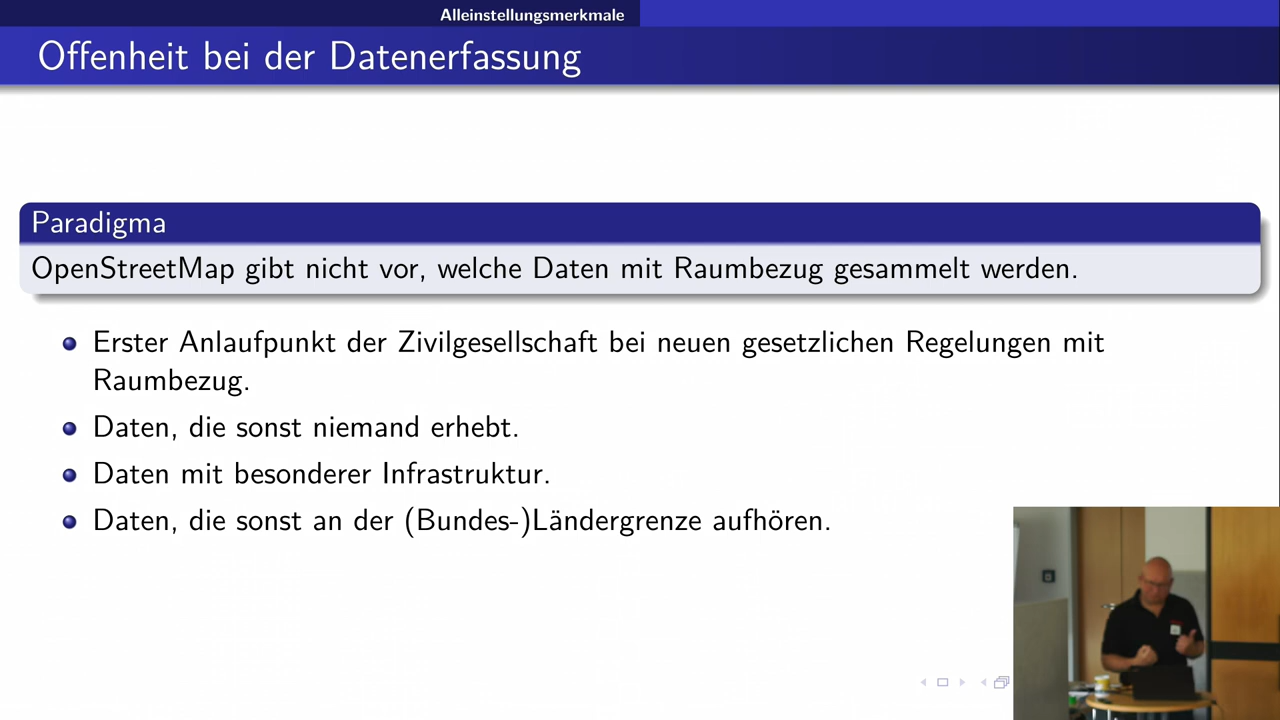 Alleinstellungsmerkmale
Offenheit bei der Datenerfassung
Paradigma
OpenStreetMap gibt nicht vor, welche Daten mit Raumbezug gesammelt werden.
Erster Anlaufpunkt der Zivilgesellschaft bei neuen gesetzlichen Regelungen mit
Raumbezug.
Daten, die sonst niemand erhebt.
Daten mit besonderer Infrastruktur.
Daten, die sonst an der (Bundes-)Ländergrenze aufhören.